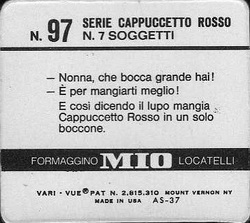 N. 97 SERIE CAPPUCCETTO ROSSO
N. 7 SOGGETTI
— Nonna, che bocca grande hai!
— È per mangiarti meglio!
E così dicendo il lupo mangia
Cappuccetto Rosso in un solo
boccone.
FORMAGGINO MIO LOCATELLI
VARI - VUE® PAT N. 2,815,310 MOUNT VERNON NY
MADE IN USA AS-37